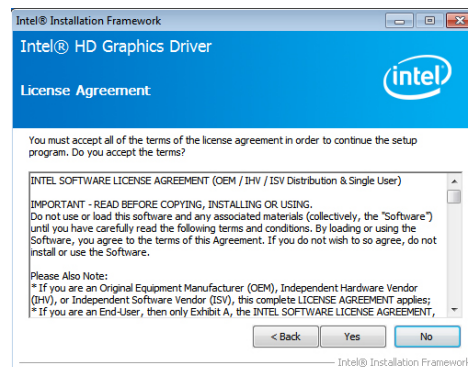 Intel® Installation Framework
Intel® HD Graphics Driver
intel
License Agreement
You must accept all of the terms of the license agreement in order to continue the setup
program. Do you accept the terms?
INTEL SOFTWARE LICENSE AGREEMENT (OEM / IHV / ISV Distribution & Single User)
IMPORTANT - READ BEFORE COPYING, INSTALLING OR USING.
Do not use or load this software and any associated materials (collectively, the "Software")
until you have carefully read the following terms and conditions. By loading or using the
Software, you agree to the terms of this Agreement. If you do not wish to so agree, do not
install or use the Software.
Please Also Note:
* If you are an Original Equipment Manufacturer (OEM), Independent Hardware Vendor
(IHV), or Independent Software Vendor (ISV), this complete LICENSE AGREEMENT applies;
* If you are an End-User, then only Exhibit A, the INTEL SOFTWARE LICENSE AGREEMENT,
< Back Yes No
Intel® Installation Framework